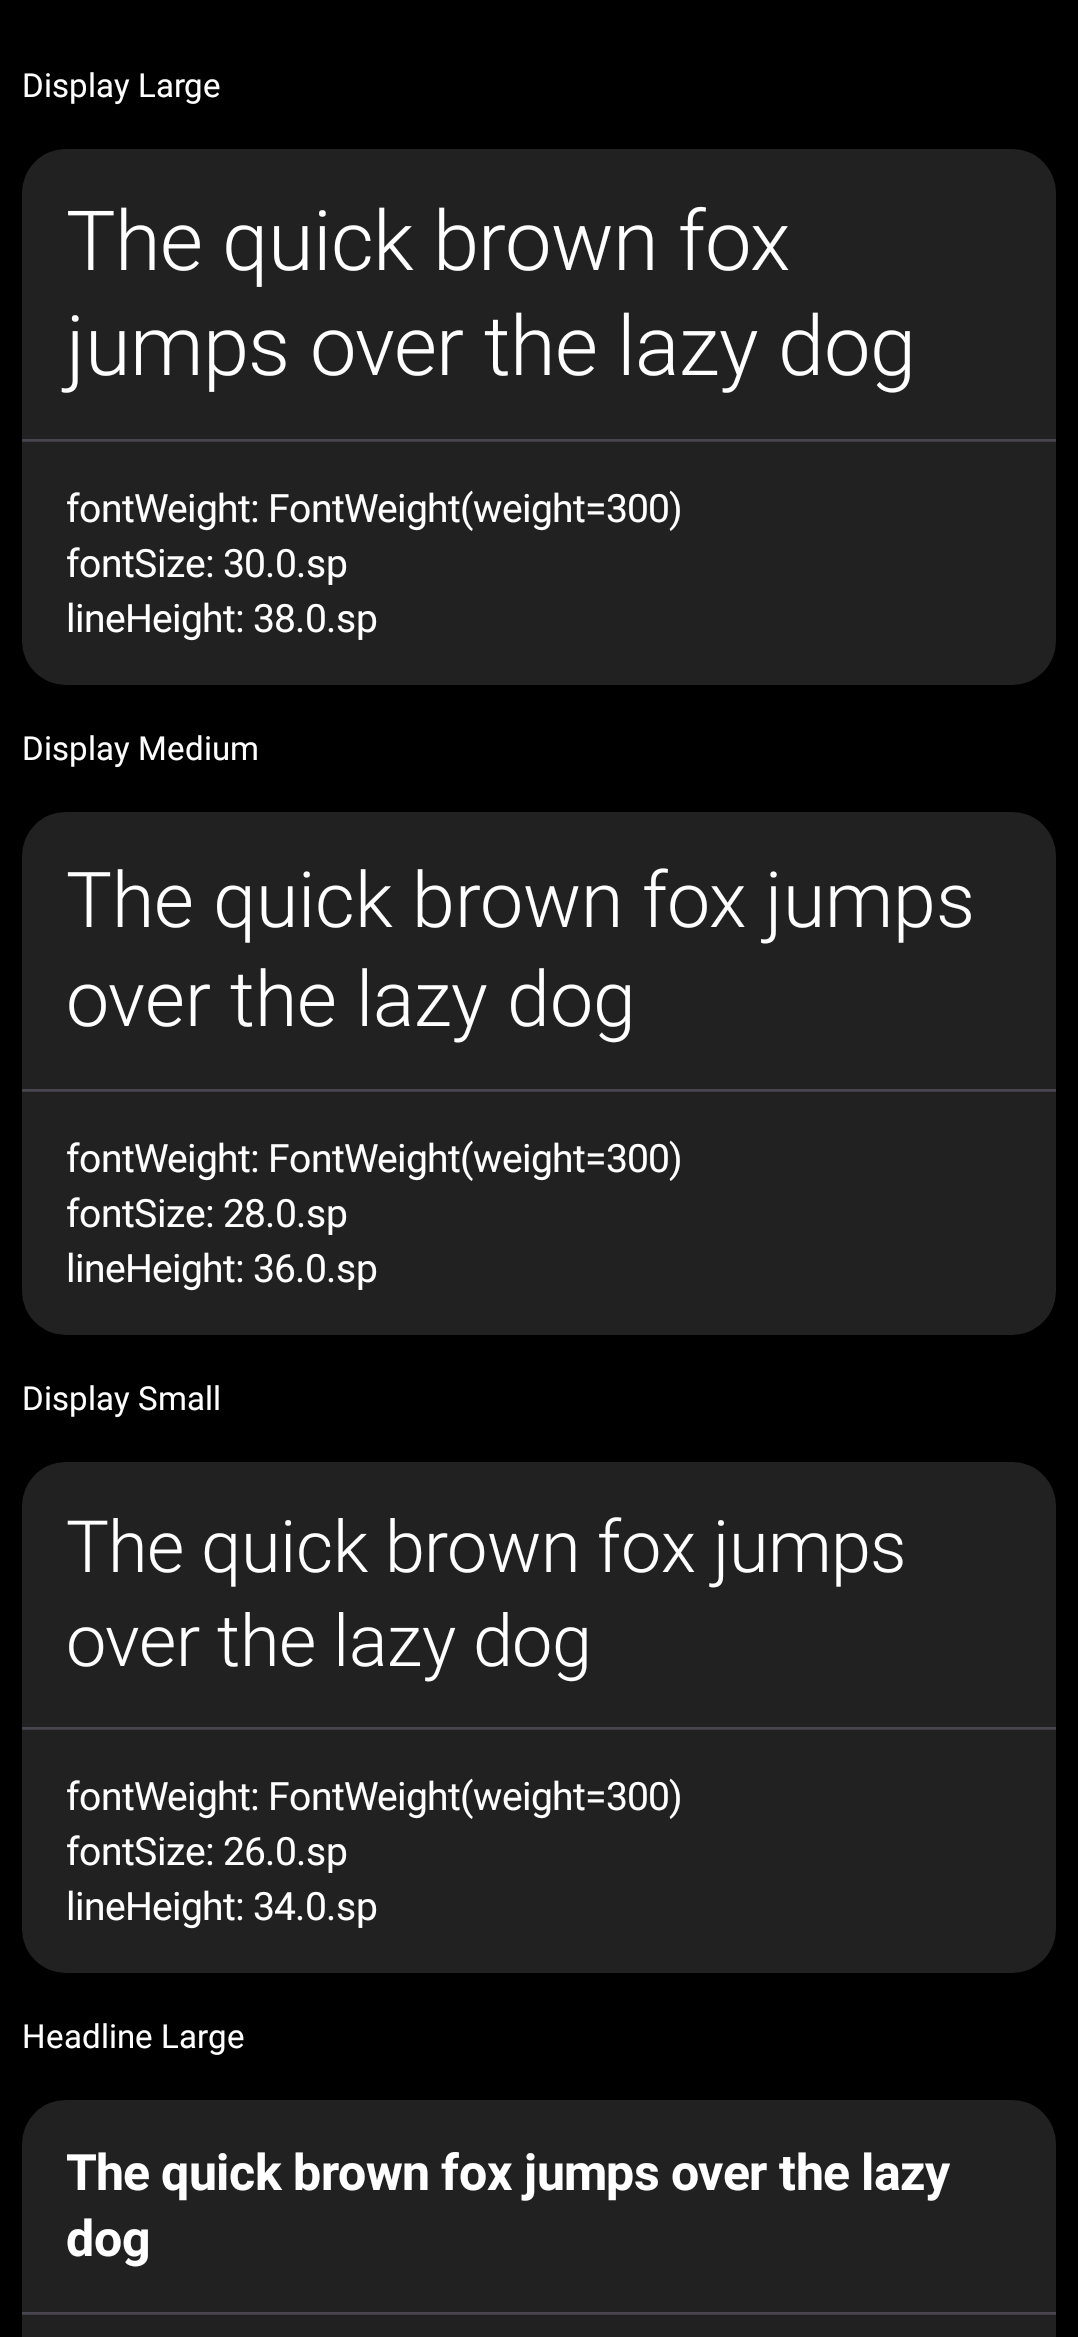 Display Large
The quick brown fox
jumps over the lazy dog
fontWeight: FontWeight(weight=300)
fontSize: 30.0.sp
lineHeight: 38.0.sp
Display Medium
The quick brown fox jumps
over the lazy dog
fontWeight: FontWeight(weight=300)
fontSize: 28.0.sp
lineHeight: 36.0.sp
Display Small
The quick brown fox jumps
over the lazy dog
fontWeight: FontWeight(weight=300)
fontSize: 26.0.sp
lineHeight: 34.0.sp
Headline Large
The quick brown fox jumps over the lazy
dog